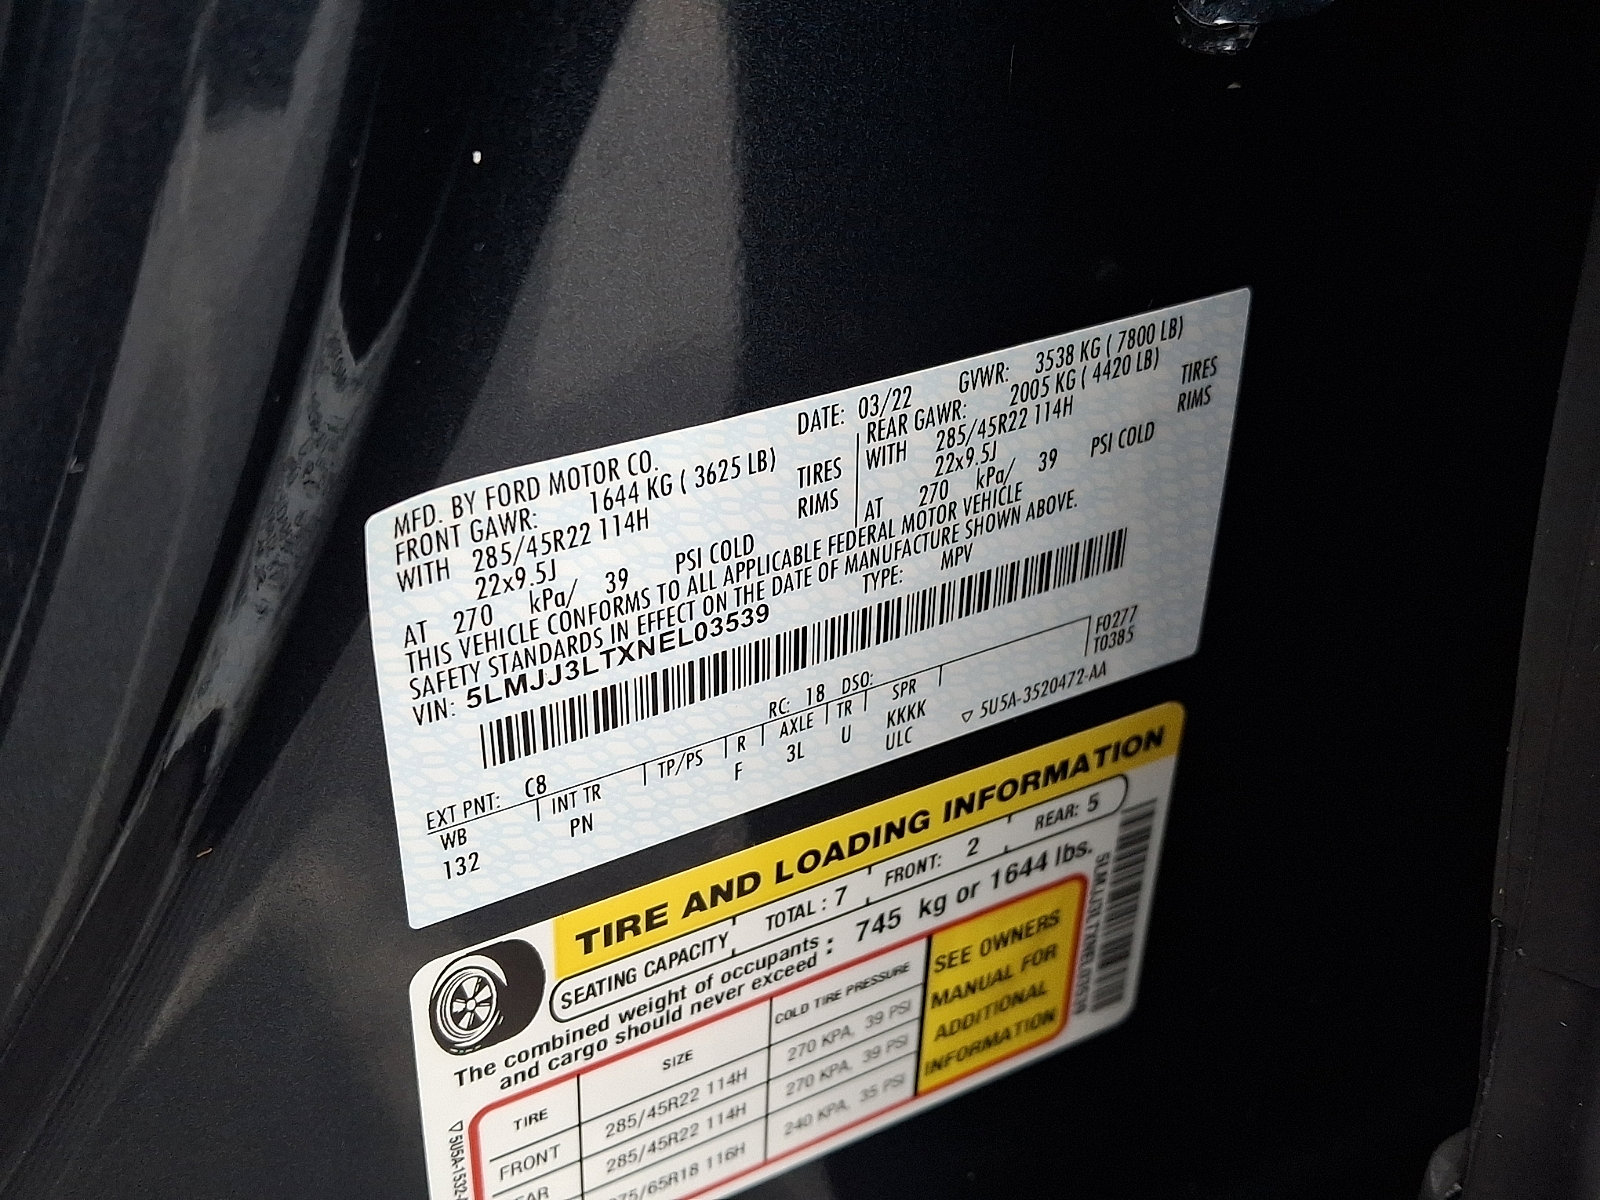 MFD. BY FORD MOTOR CO.
DATE: 03/22 GVWR: 3538 KG ( 7800 LB)
FRONT GAWR: 1644 KG ( 3625 LB)
REAR GAWR: 2005 KG ( 4420 LB)
WITH 285/45R22 114H TIRES
WITH 285/45R22 114H TIRES
22x9.5J RIMS
22x9.5J RIMS
AT 270 kPa/ 39 PSI COLD
AT 270 kPa/ 39 PSI COLD
THIS VEHICLE CONFORMS TO ALL APPLICABLE FEDERAL MOTOR VEHICLE
SAFETY STANDARDS IN EFFECT ON THE DATE OF MANUFACTURE SHOWN ABOVE.
VIN: 5LMJJ3LTXNEL03539 TYPE: MPV
F0277
T0385
EXT PNT: C8 RC: 18 DSO:
WB INT TR TP/PS R AXLE TR SPR
132 PN F 3L U KKKK
ULC
▽ 5U5A-3520472-AA
TIRE AND LOADING INFORMATION
SEATING CAPACITY TOTAL : 7 FRONT: 2 REAR: 5
The combined weight of occupants
and cargo should never exceed : 745 kg or 1644 lbs.
TIRE SIZE COLD TIRE PRESSURE
FRONT 285/45R22 114H 270 KPA, 39 PSI
285/45R22 114H 270 KPA, 39 PSI
75/65R18 116H 240 KPA, 35 PSI
SEE OWNERS
MANUAL FOR
ADDITIONAL
INFORMATION
5LMJJ3LTXNEL03539
▽ 5U5A-1532-